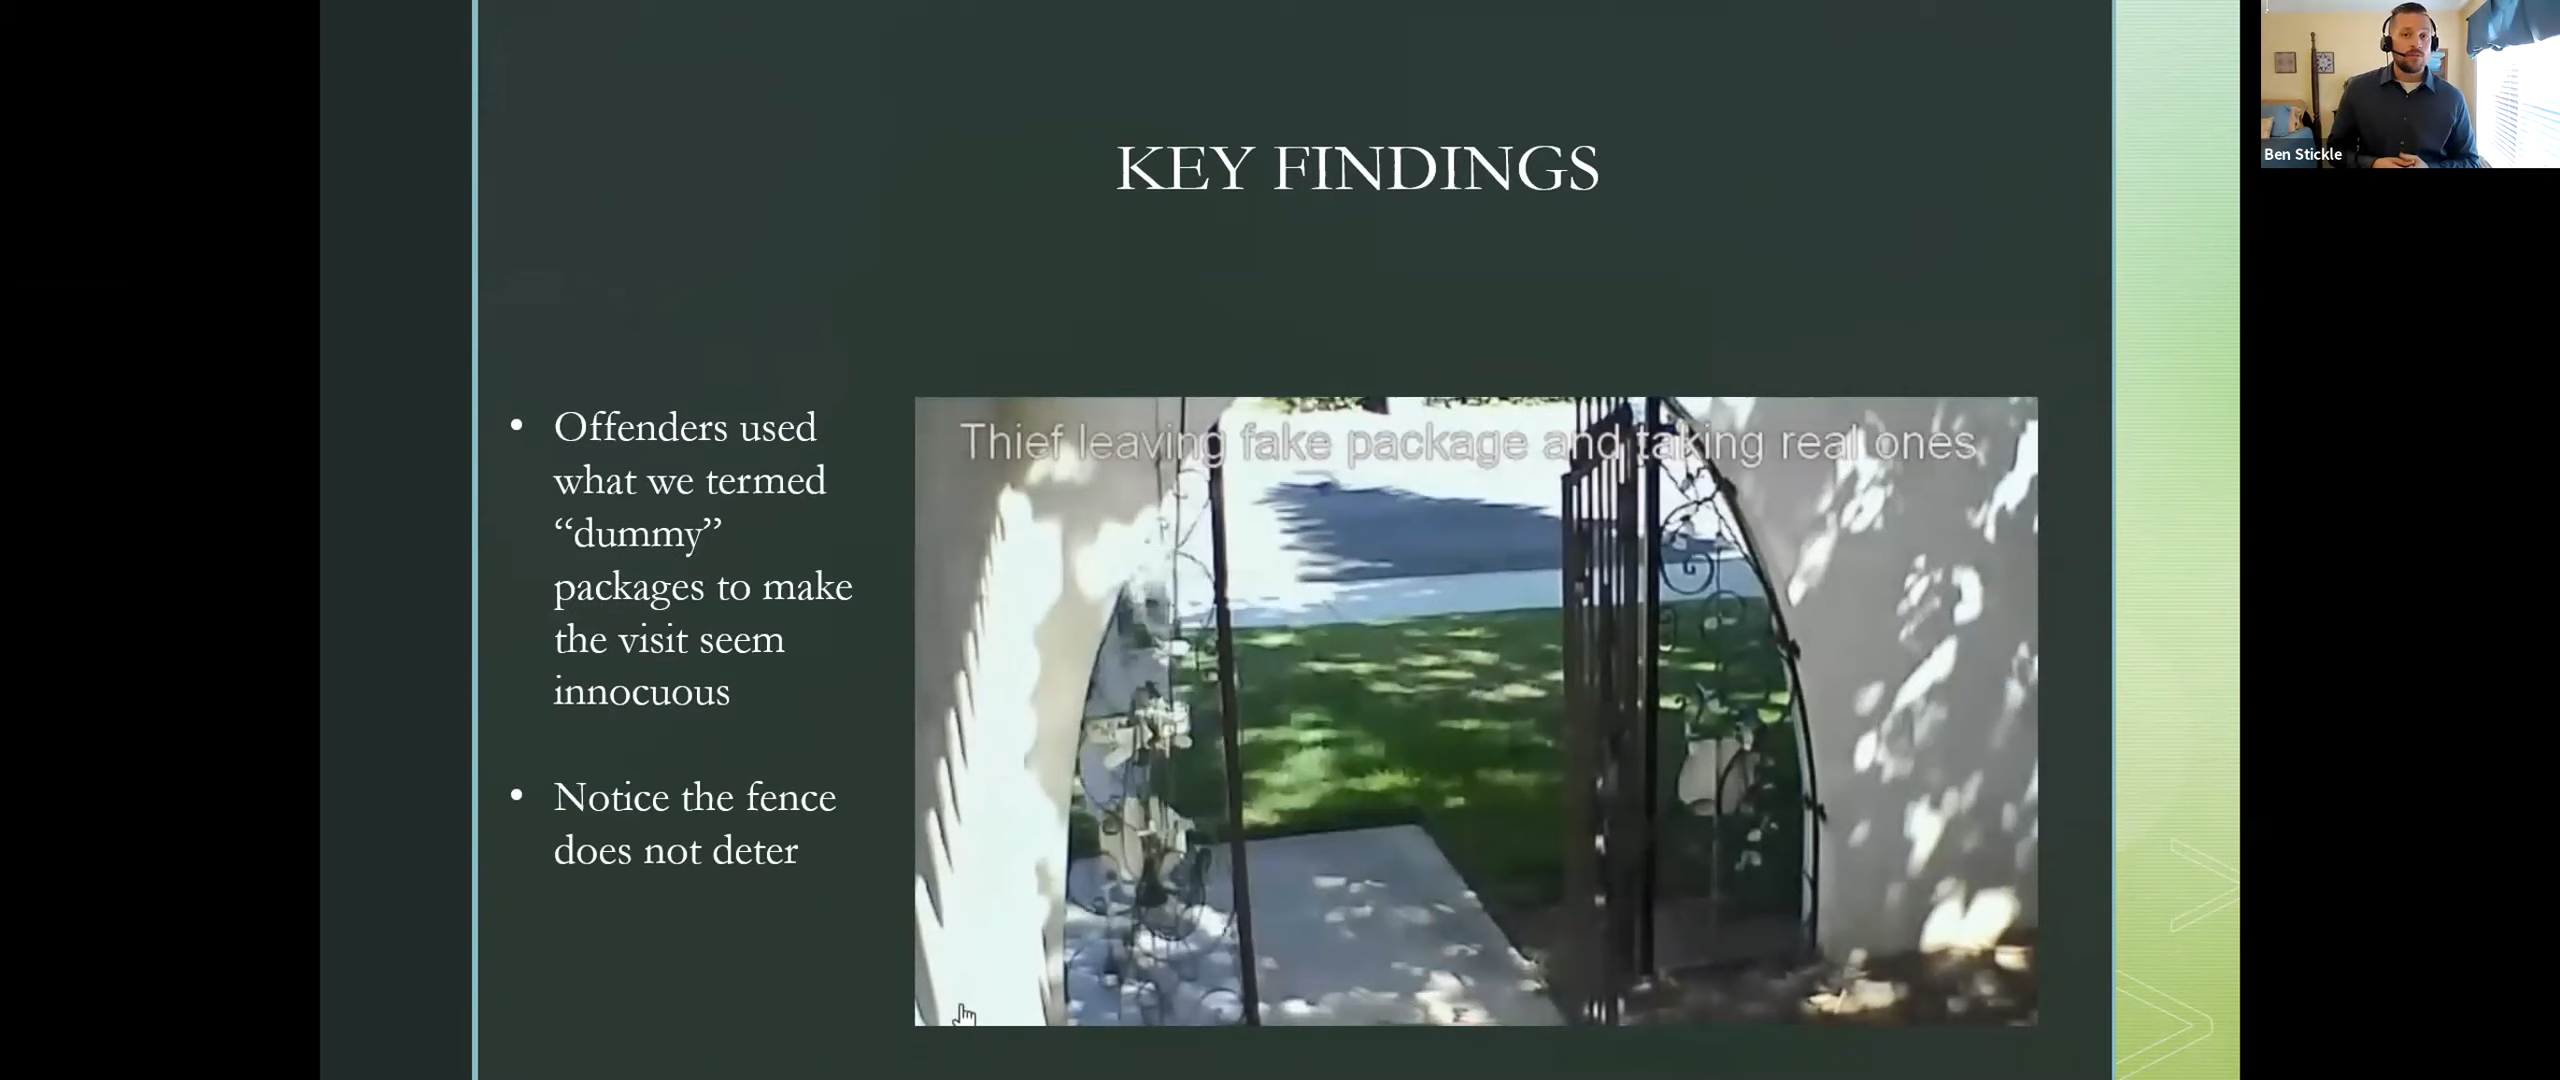 KEY FINDINGS
• Offenders used
what we termed
“dummy”
packages to make
the visit seem
innocuous
• Notice the fence
does not deter
Thief leaving fake package and taking real ones
Ben Stickle